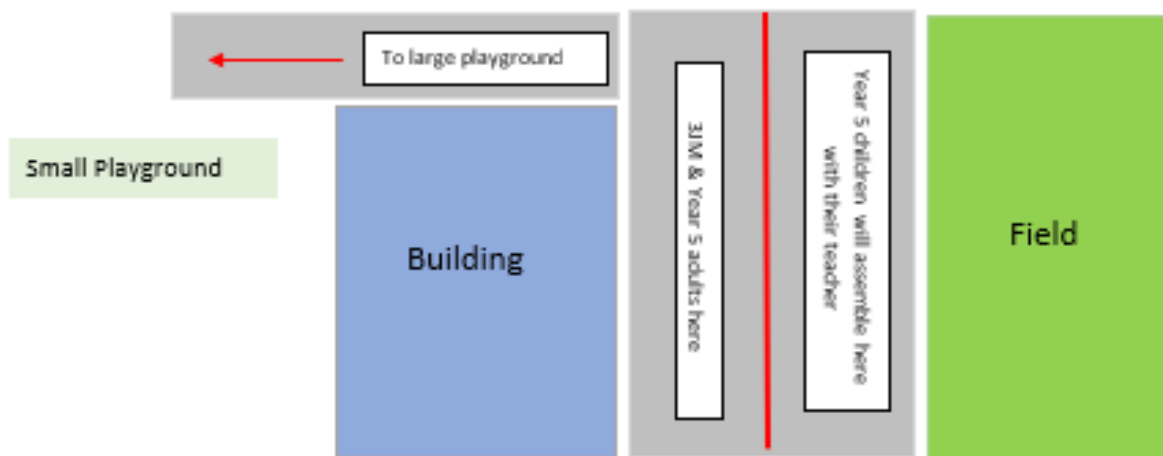 To large playground
Small Playground
Building
3JM & Year 5 adults here
Year 5 children will assemble here
with their teacher
Field